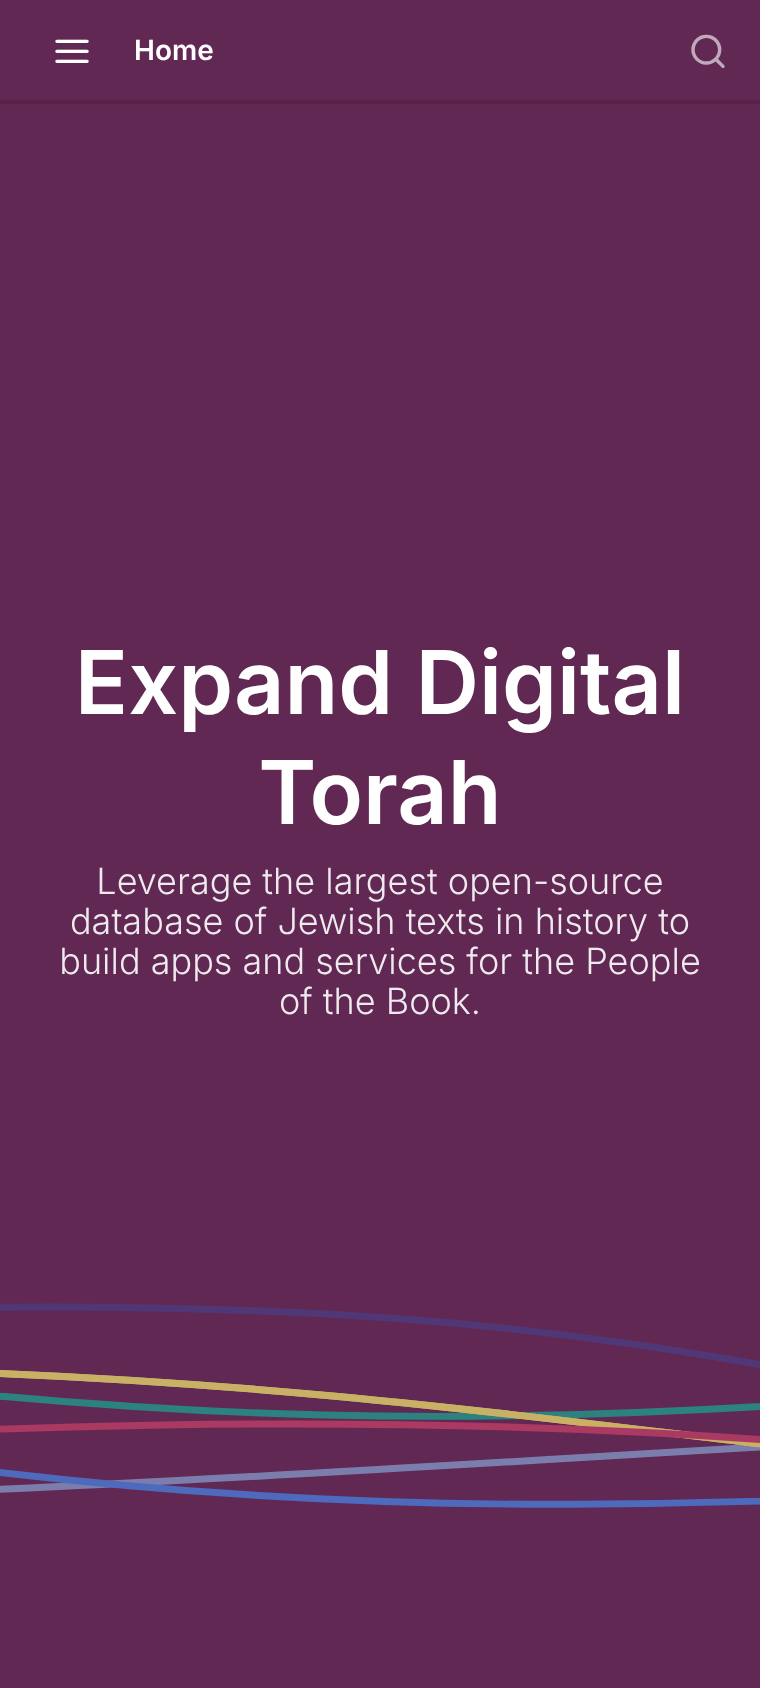 Home
Expand Digital
Torah
Leverage the largest open-source
database of Jewish texts in history to
build apps and services for the People
of the Book.